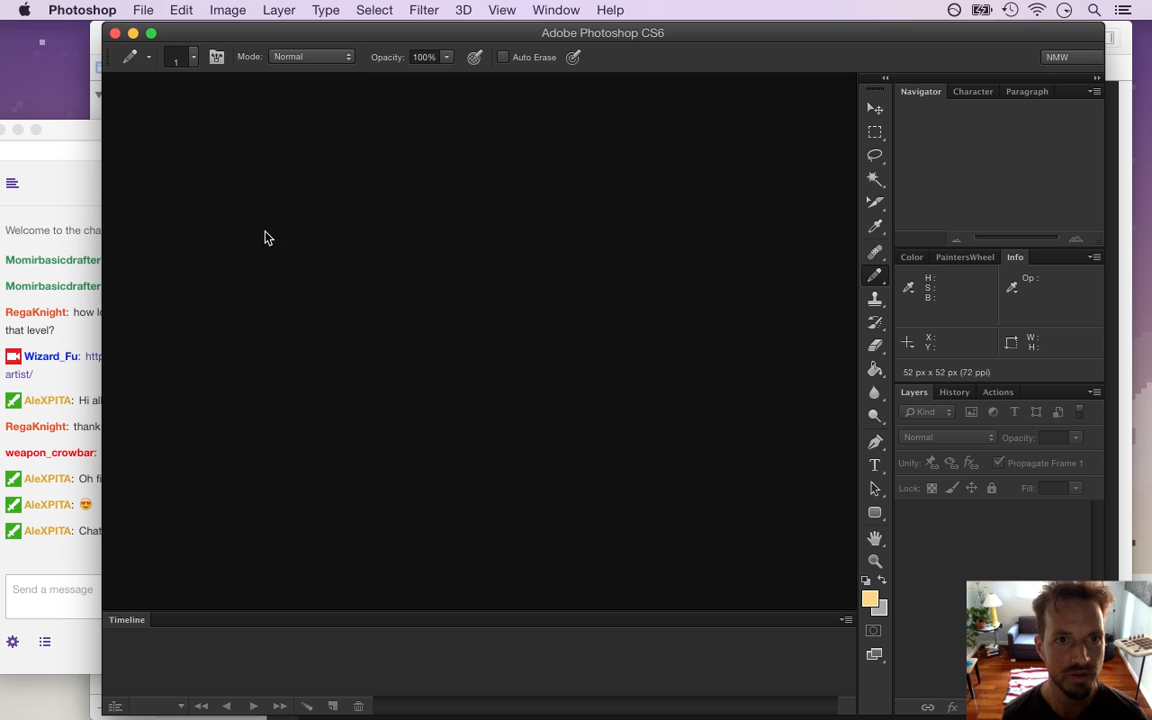 Photoshop File Edit Image Layer Type Select Filter 3D View Window Help
Adobe Photoshop CS6
1 Mode: Normal Opacity: 100% Auto Erase NMW
Navigator Character Paragraph
Welcome to the cha
Momirbasicdrafter
Momirbasicdrafter
RegaKnight: how lo
that level?
Wizard_Fu: http
artist/
AleXPITA: Hi all
RegaKnight: thank
weapon_crowbar:
AleXPITA: Oh fi
AleXPITA:
AleXPITA: Chat
Send a message
Color PaintersWheel Info
H:
S:
B:
Op:
X:
Y:
W:
H:
52 px x 52 px (72 ppi)
Layers History Actions
Kind
Normal Opacity:
Unify: Propagate Frame 1
Lock: Fill:
fx
Timeline